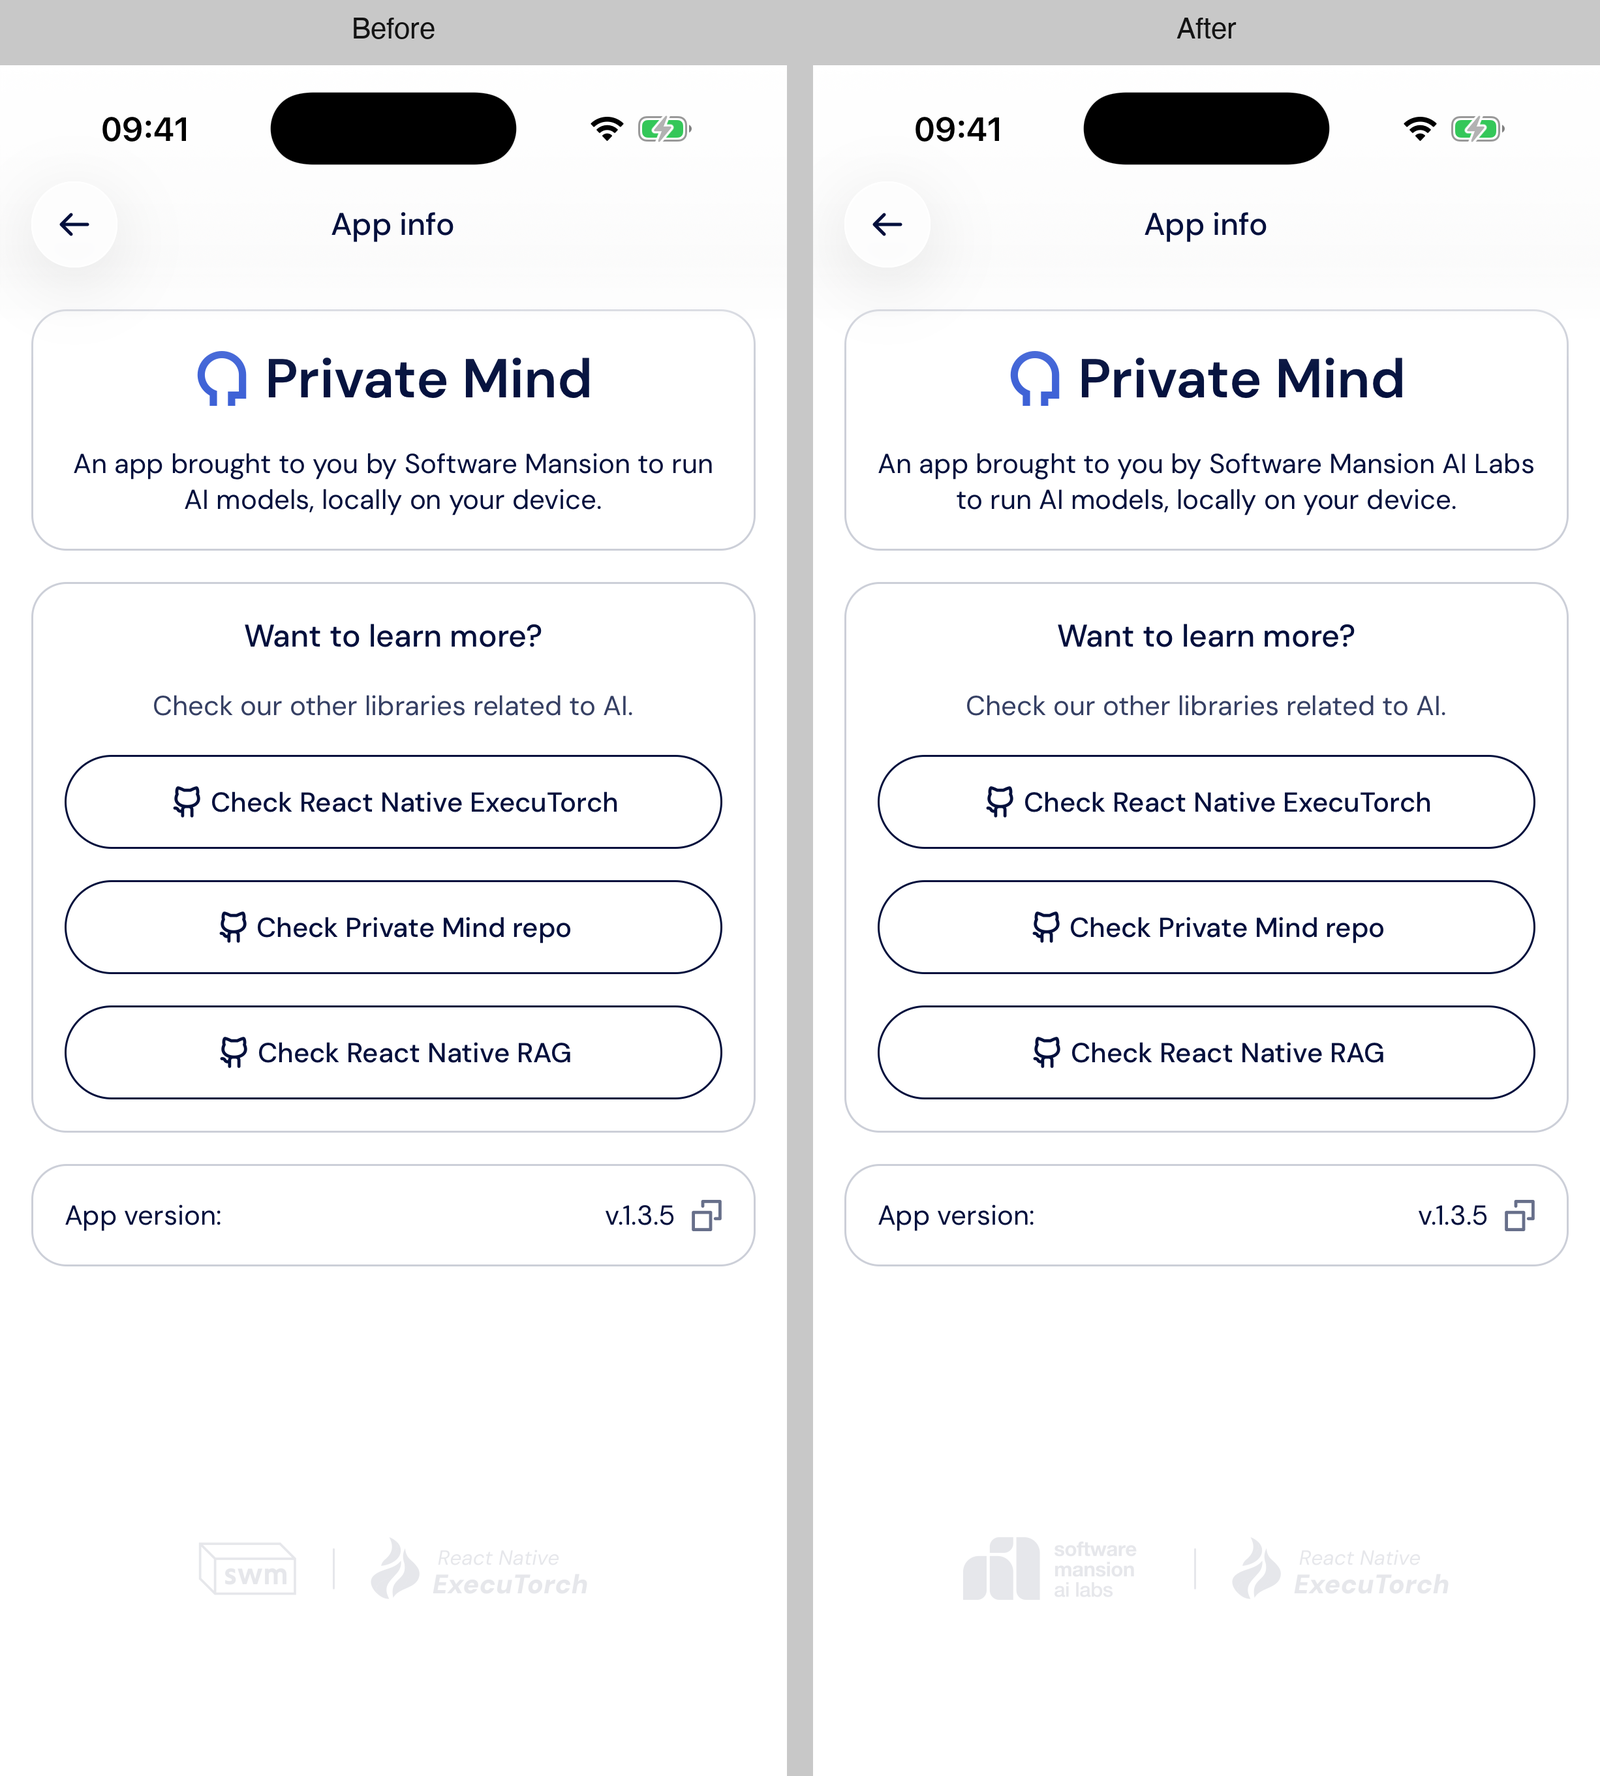 Before
09:41
App info
Private Mind
An app brought to you by Software Mansion to run
AI models, locally on your device.
Want to learn more?
Check our other libraries related to AI.
Check React Native ExecuTorch
Check Private Mind repo
Check React Native RAG
App version:
v.1.3.5
swm
React Native
ExecuTorch
After
09:41
App info
Private Mind
An app brought to you by Software Mansion AI Labs
to run AI models, locally on your device.
Want to learn more?
Check our other libraries related to AI.
Check React Native ExecuTorch
Check Private Mind repo
Check React Native RAG
App version:
v.1.3.5
software
mansion
ai labs
React Native
ExecuTorch